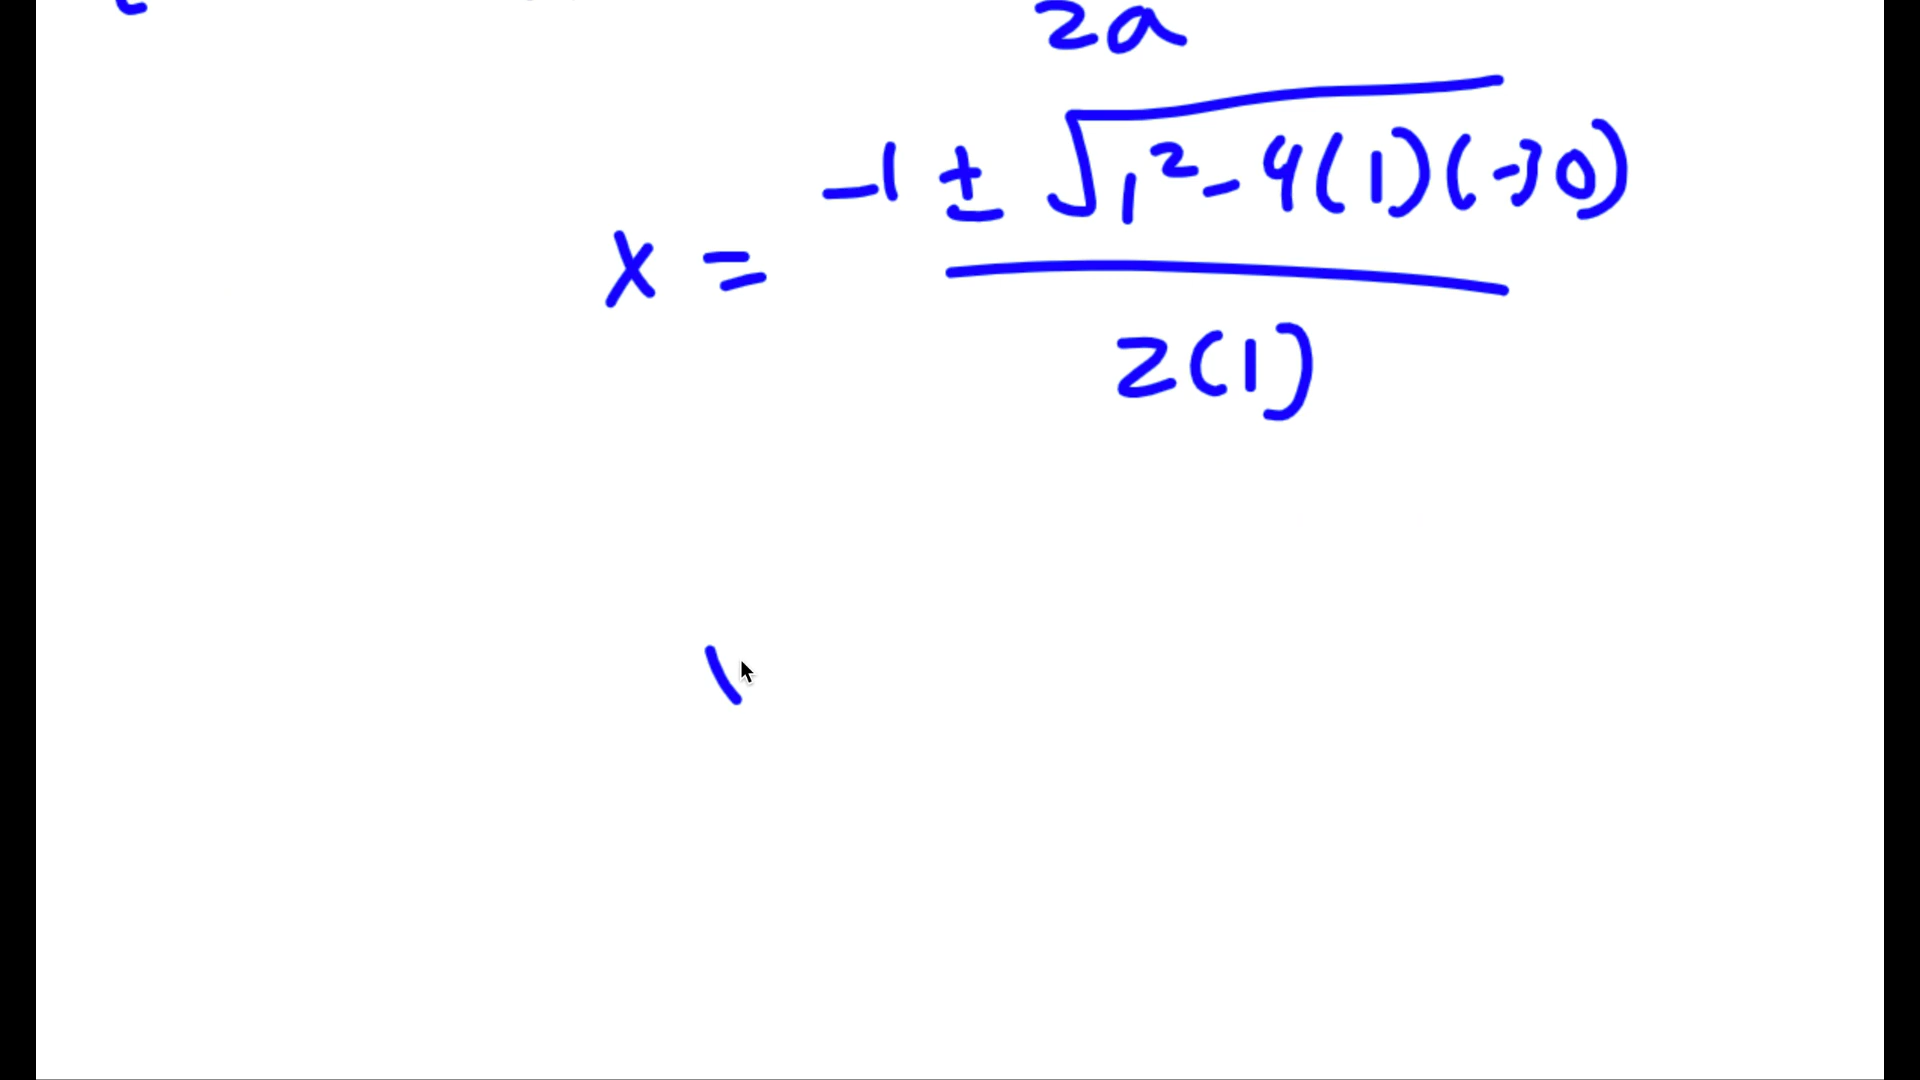 2a
-1 ± √1²-4(1)(-30)
x =
2(1)